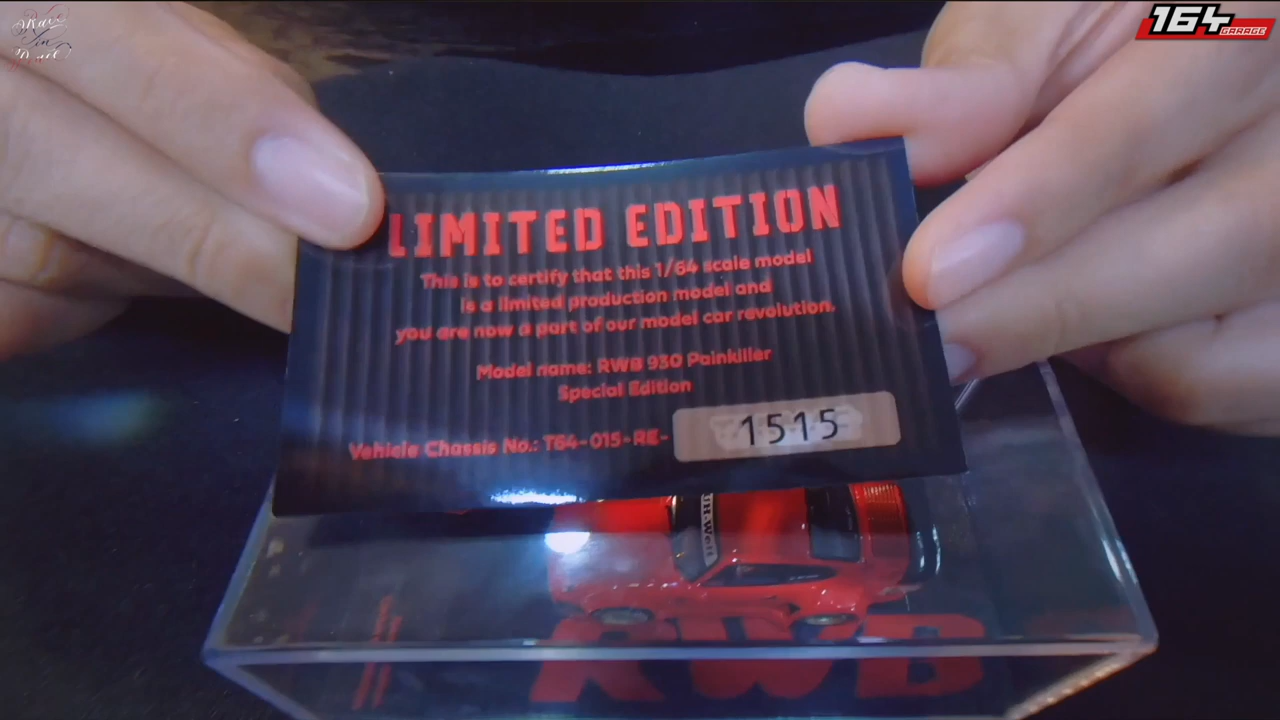 164
GARAGE
LIMITED EDITION
This is to certify that this 1/64 scale model
is a limited production model and
you are now a part of our model car revolution.
Model name: RWB 930 Painkiller
Special Edition
Vehicle Chassis No.: T64-015-RE-
1515
RWB